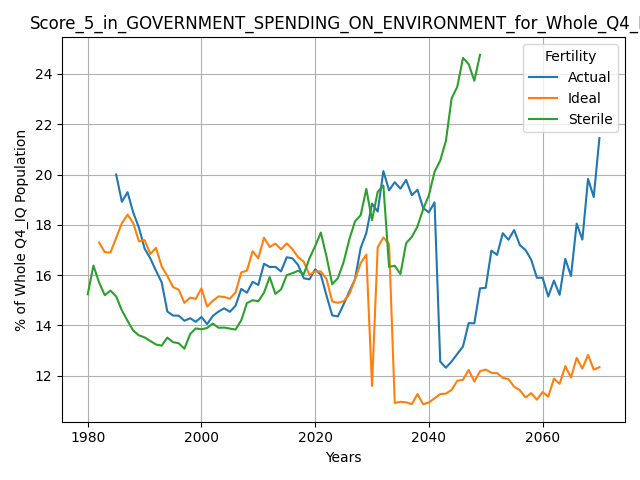 Score_5_in_GOVERNMENT_SPENDING_ON_ENVIRONMENT_for_Whole_Q4_
Fertility
Actual
Ideal
Sterile
% of Whole Q4_IQ Population
24
22
20
18
16
14
12
1980
2000
2020
2040
2060
Years